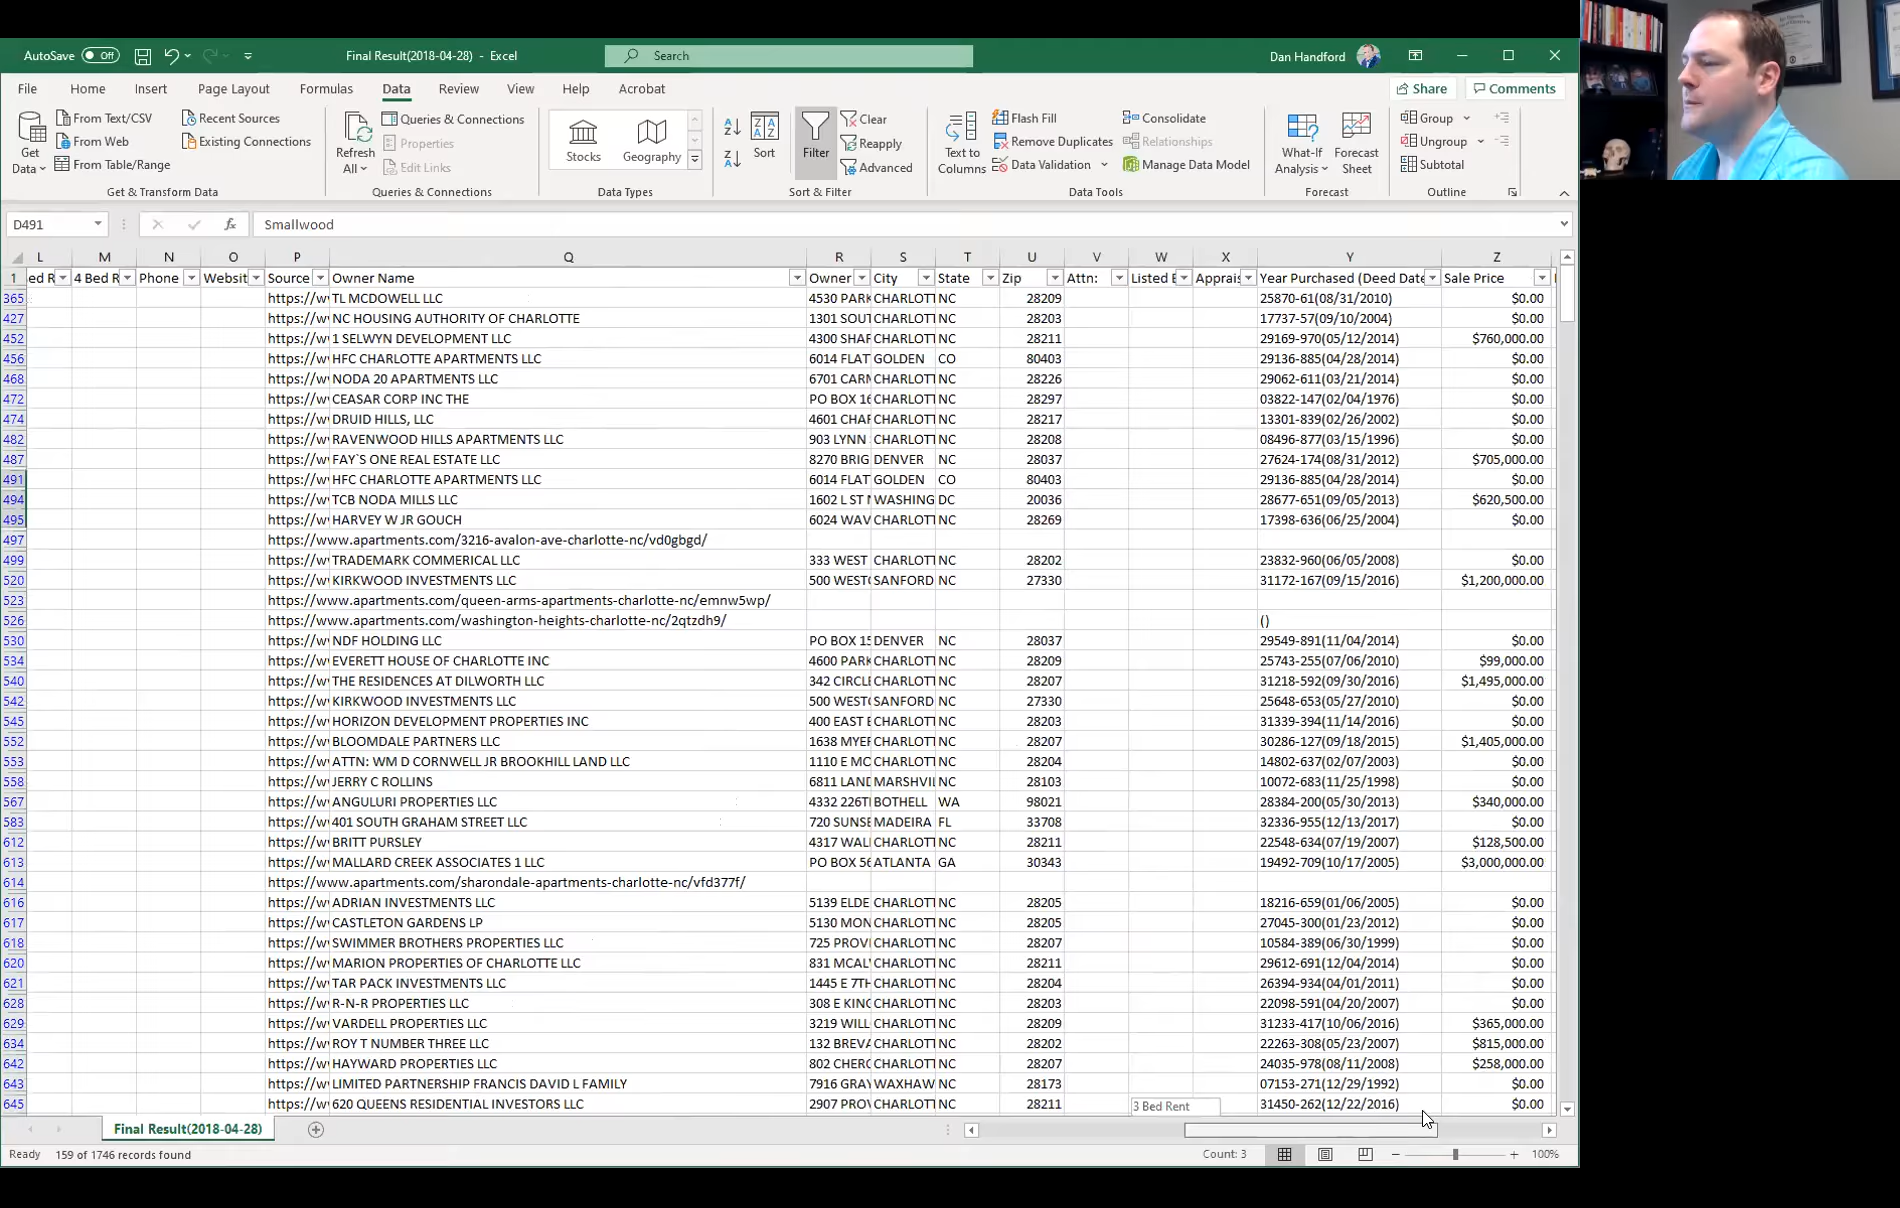 AutoSave Off Final Result(2018-04-28) - Excel Search Dan Handford
File Home Insert Page Layout Formulas Data Review View Help Acrobat Share Comments
Get Data From Text/CSV From Web From Table/Range Recent Sources Existing Connections
Refresh All Queries & Connections Properties Edit Links
Stocks Geography
Sort Filter Clear Reapply Advanced
Text to Columns Flash Fill Remove Duplicates Data Validation Consolidate Relationships Manage Data Model
What-If Analysis Forecast Sheet Group Ungroup Subtotal
Get & Transform Data Queries & Connections Data Types Sort & Filter Data Tools Forecast Outline
D491 fx Smallwood
L M N O P Q R S T U V W X Y Z
1 ed R 4 Bed R Phone Websit Source Owner Name Owner City State Zip Attn: Listed E Apprais Year Purchased (Deed Date Sale Price
365 https://w TL MCDOWELL LLC 4530 PARK CHARLOTT NC 28209 25870-61(08/31/2010) $0.00
427 https://w NC HOUSING AUTHORITY OF CHARLOTTE 1301 SOUT CHARLOTT NC 28203 17737-57(09/10/2004) $0.00
452 https://w 1 SELWYN DEVELOPMENT LLC 4300 SHAR CHARLOTT NC 28211 29169-970(05/12/2014) $760,000.00
456 https://w HFC CHARLOTTE APARTMENTS LLC 6014 FLAT GOLDEN CO 80403 29136-885(04/28/2014) $0.00
468 https://w NODA 20 APARTMENTS LLC 6701 CARN CHARLOTT NC 28226 29062-611(03/21/2014) $0.00
472 https://w CEASAR CORP INC THE PO BOX 16 CHARLOTT NC 28297 03822-147(02/04/1976) $0.00
474 https://w DRUID HILLS, LLC 4601 CHAR CHARLOTT NC 28217 13301-839(02/26/2002) $0.00
482 https://w RAVENWOOD HILLS APARTMENTS LLC 903 LYNN CHARLOTT NC 28208 08496-877(03/15/1996) $0.00
487 https://w FAY`S ONE REAL ESTATE LLC 8270 BRIG DENVER NC 28037 27624-174(08/31/2012) $705,000.00
491 https://w HFC CHARLOTTE APARTMENTS LLC 6014 FLAT GOLDEN CO 80403 29136-885(04/28/2014) $0.00
494 https://w TCB NODA MILLS LLC 1602 L ST N WASHING DC 20036 28677-651(09/05/2013) $620,500.00
495 https://w HARVEY W JR GOUCH 6024 WAV CHARLOTT NC 28269 17398-636(06/25/2004) $0.00
497 https://www.apartments.com/3216-avalon-ave-charlotte-nc/vd0gbgd/
499 https://w TRADEMARK COMMERICAL LLC 333 WEST CHARLOTT NC 28202 23832-960(06/05/2008) $0.00
520 https://w KIRKWOOD INVESTMENTS LLC 500 WESTC SANFORD NC 27330 31172-167(09/15/2016) $1,200,000.00
523 https://www.apartments.com/queen-arms-apartments-charlotte-nc/emnw5wp/
526 https://www.apartments.com/washington-heights-charlotte-nc/2qtzdh9/ ()
530 https://w NDF HOLDING LLC PO BOX 15 DENVER NC 28037 29549-891(11/04/2014) $0.00
534 https://w EVERETT HOUSE OF CHARLOTTE INC 4600 PARK CHARLOTT NC 28209 25743-255(07/06/2010) $99,000.00
540 https://w THE RESIDENCES AT DILWORTH LLC 342 CIRCLE CHARLOTT NC 28207 31218-592(09/30/2016) $1,495,000.00
542 https://w KIRKWOOD INVESTMENTS LLC 500 WESTC SANFORD NC 27330 25648-653(05/27/2010) $0.00
545 https://w HORIZON DEVELOPMENT PROPERTIES INC 400 EAST B CHARLOTT NC 28203 31339-394(11/14/2016) $0.00
552 https://w BLOOMDALE PARTNERS LLC 1638 MYER CHARLOTT NC 28207 30286-127(09/18/2015) $1,405,000.00
553 https://w ATTN: WM D CORNWELL JR BROOKHILL LAND LLC 1110 E MC CHARLOTT NC 28204 14802-637(02/07/2003) $0.00
558 https://w JERRY C ROLLINS 6811 LAND MARSHVIL NC 28103 10072-683(11/25/1998) $0.00
567 https://w ANGULURI PROPERTIES LLC 4332 226TH BOTHELL WA 98021 28384-200(05/30/2013) $340,000.00
583 https://w 401 SOUTH GRAHAM STREET LLC 720 SUNSE MADEIRA FL 33708 32336-955(12/13/2017) $0.00
612 https://w BRITT PURSLEY 4317 WALI CHARLOTT NC 28211 22548-634(07/19/2007) $128,500.00
613 https://w MALLARD CREEK ASSOCIATES 1 LLC PO BOX 56 ATLANTA GA 30343 19492-709(10/17/2005) $3,000,000.00
614 https://www.apartments.com/sharondale-apartments-charlotte-nc/vfd377f/
616 https://w ADRIAN INVESTMENTS LLC 5139 ELDE CHARLOTT NC 28205 18216-659(01/06/2005) $0.00
617 https://w CASTLETON GARDENS LP 5130 MON CHARLOTT NC 28205 27045-300(01/23/2012) $0.00
618 https://w SWIMMER BROTHERS PROPERTIES LLC 725 PROVI CHARLOTT NC 28207 10584-389(06/30/1999) $0.00
620 https://w MARION PROPERTIES OF CHARLOTTE LLC 831 MCAL CHARLOTT NC 28211 29612-691(12/04/2014) $0.00
621 https://w TAR PACK INVESTMENTS LLC 1445 E 7TH CHARLOTT NC 28204 26394-934(04/01/2011) $0.00
628 https://w R-N-R PROPERTIES LLC 308 E KING CHARLOTT NC 28203 22098-591(04/20/2007) $0.00
629 https://w VARDELL PROPERTIES LLC 3219 WILL CHARLOTT NC 28209 31233-417(10/06/2016) $365,000.00
634 https://w ROY T NUMBER THREE LLC 132 BREVA CHARLOTT NC 28202 22263-308(05/23/2007) $815,000.00
642 https://w HAYWARD PROPERTIES LLC 802 CHERO CHARLOTT NC 28207 24035-978(08/11/2008) $258,000.00
643 https://w LIMITED PARTNERSHIP FRANCIS DAVID L FAMILY 7916 GRAY WAXHAW NC 28173 07153-271(12/29/1992) $0.00
645 https://w 620 QUEENS RESIDENTIAL INVESTORS LLC 2907 PROV CHARLOTT NC 28211 3 Bed Rent 31450-262(12/22/2016) $0.00
Final Result(2018-04-28)
Ready 159 of 1746 records found Count: 3 100%